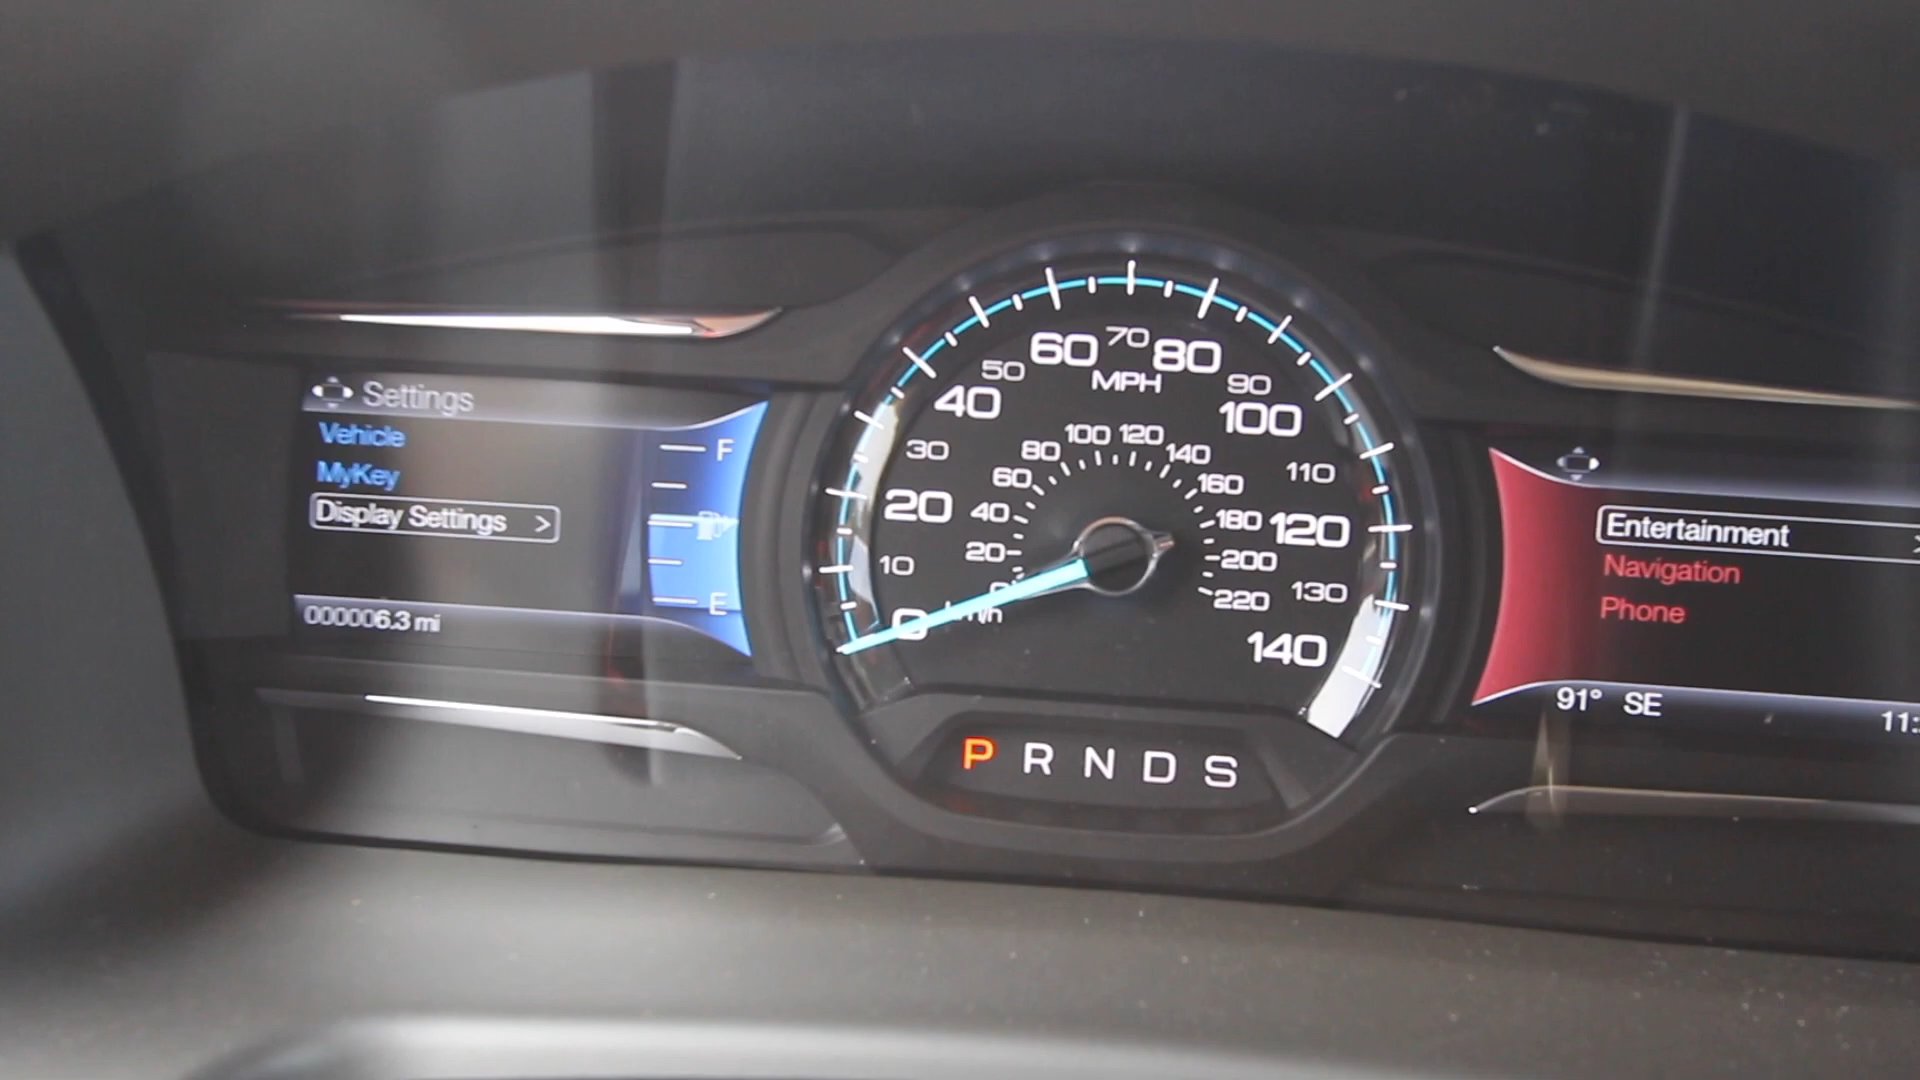 Settings
Vehicle
MyKey
Display Settings >
000006.3 mi
F
E
0
10
20
30
40
50
60
70
80
90
100
110
120
130
140
MPH
0
20
40
60
80
100
120
140
160
180
200
220
P R N D S
Entertainment >
Navigation
Phone
91° SE
11: